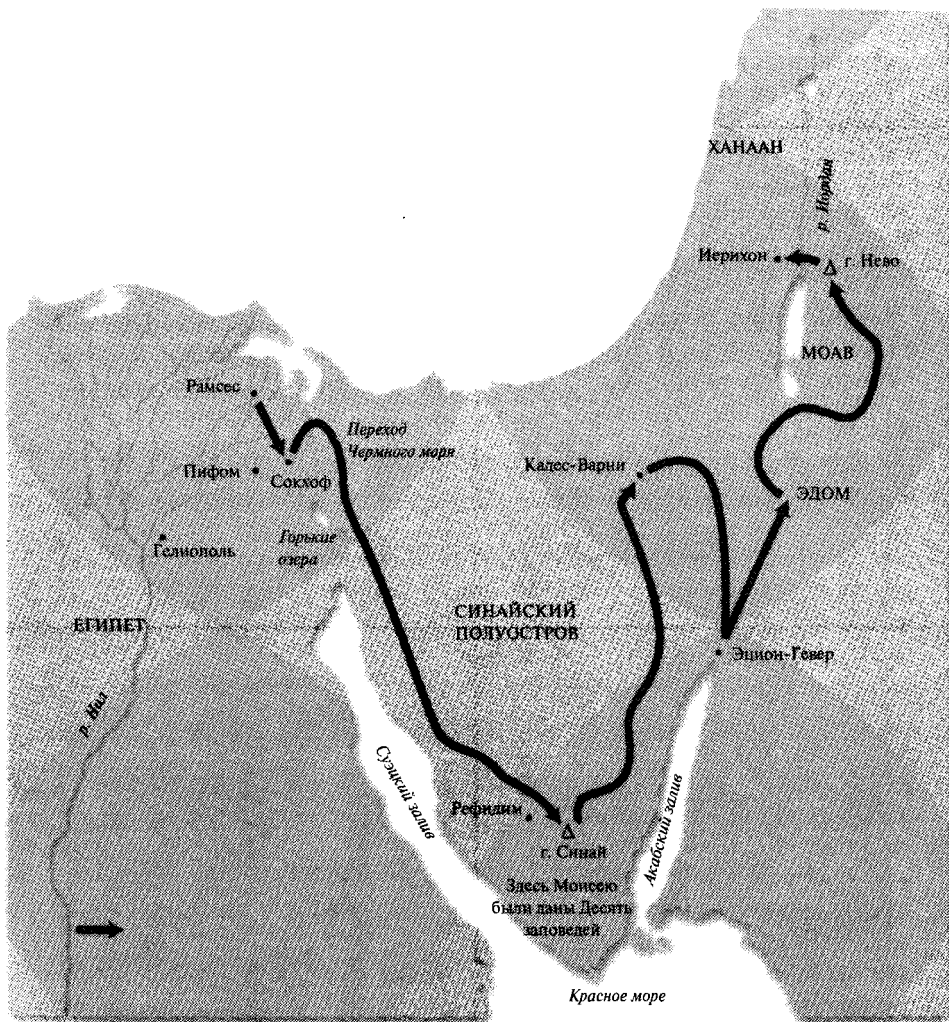 ХАНААН
р. Иордан
Иерихон
г. Нево
МОАВ
Рамсес
Переход
Чермного моря
Пифом
Сокхоф
Кадес-Варни
ЭДОМ
Гелиополь
Горькие
озера
СИНАЙСКИЙ
ПОЛУОСТРОВ
ЕГИПЕТ
Эцион-Гевер
р. Нил
Суэцкий залив
Акабский залив
Рефидим
г. Синай
Здесь Моисею
были даны Десять
заповедей
Красное море